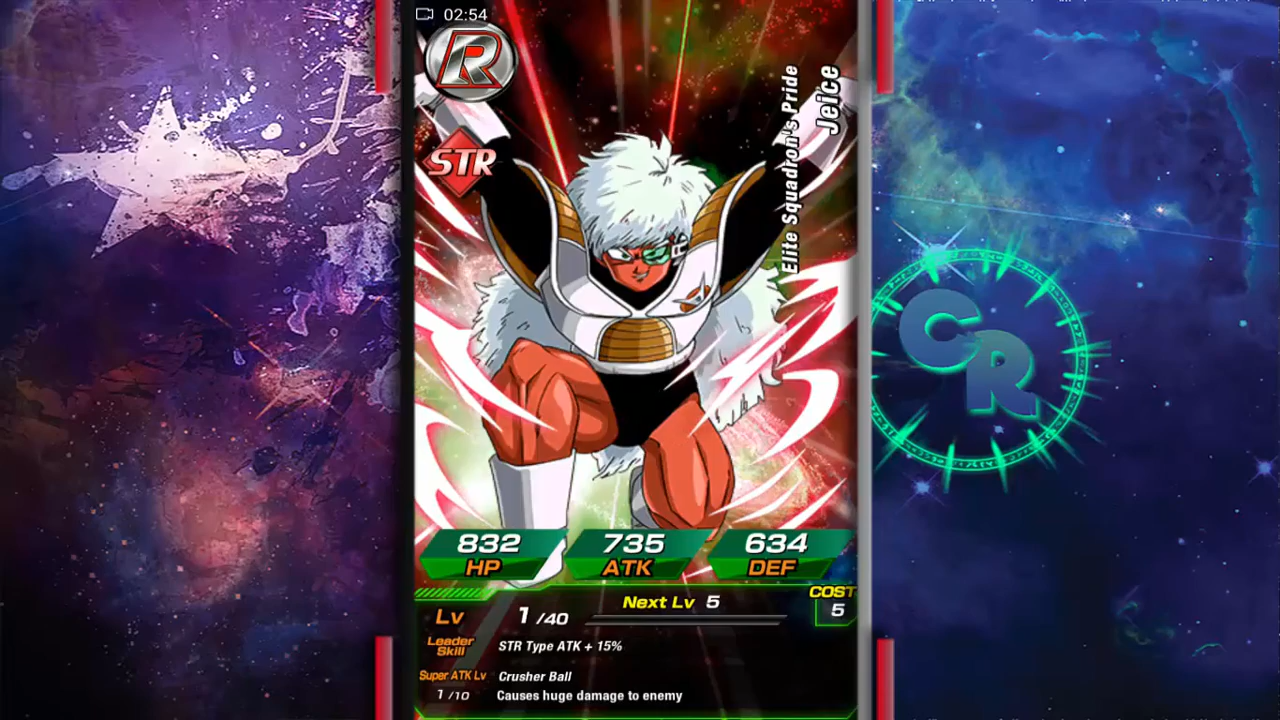 02:54
R
STR
Elite Squadron's Pride
Jeice
CR
832 735 634
HP ATK DEF
COST
5
Next Lv 5
Lv 1/40
Leader Skill STR Type ATK + 15%
Super ATK Lv Crusher Ball
1/10 Causes huge damage to enemy